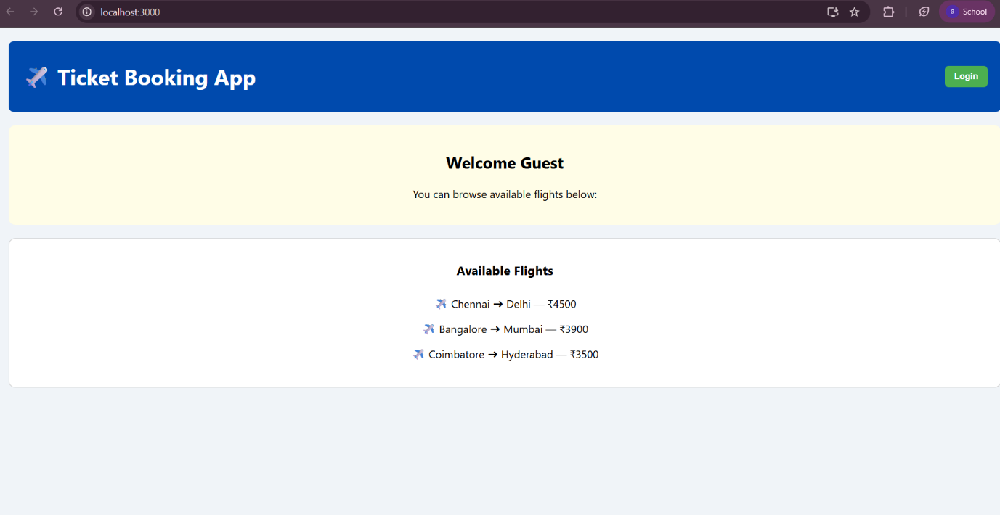 localhost:3000
a School
✈️ Ticket Booking App
Login
Welcome Guest
You can browse available flights below:
Available Flights
✈️ Chennai → Delhi — ₹4500
✈️ Bangalore → Mumbai — ₹3900
✈️ Coimbatore → Hyderabad — ₹3500